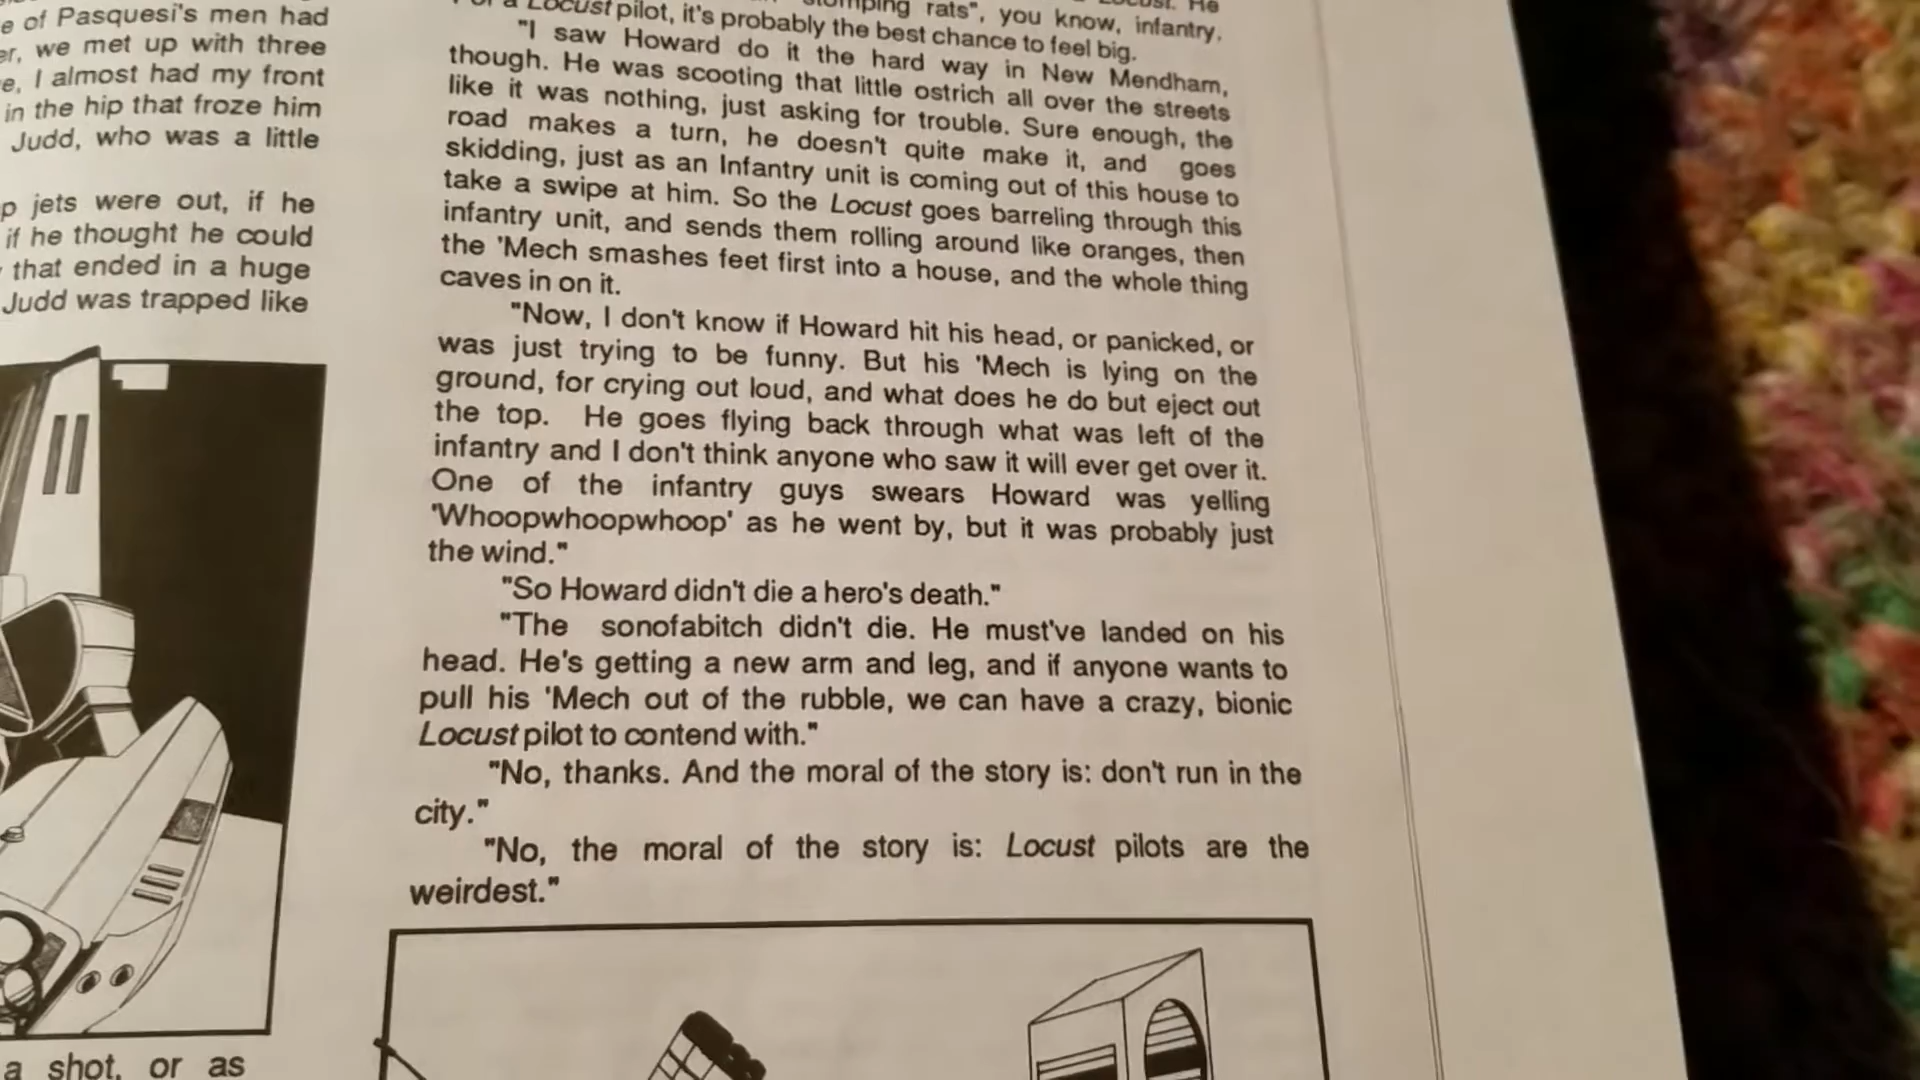 e of Pasquesi's men had
er, we met up with three
e, I almost had my front
in the hip that froze him
Judd, who was a little
p jets were out, if he
if he thought he could
that ended in a huge
Judd was trapped like
a shot, or as
He
rats", you know, infantry.
a Locust pilot, it's probably the best chance to feel big.
"I saw Howard do it the hard way in New Mendham,
though. He was scooting that little ostrich all over the streets
like it was nothing, just asking for trouble. Sure enough, the
road makes a turn, he doesn't quite make it, and goes
skidding, just as an Infantry unit is coming out of this house to
take a swipe at him. So the Locust goes barreling through this
infantry unit, and sends them rolling around like oranges, then
the 'Mech smashes feet first into a house, and the whole thing
caves in on it.
"Now, I don't know if Howard hit his head, or panicked, or
was just trying to be funny. But his 'Mech is lying on the
ground, for crying out loud, and what does he do but eject out
the top. He goes flying back through what was left of the
infantry and I don't think anyone who saw it will ever get over it.
One of the infantry guys swears Howard was yelling
'Whoopwhoopwhoop' as he went by, but it was probably just
the wind."
"So Howard didn't die a hero's death."
"The sonofabitch didn't die. He must've landed on his
head. He's getting a new arm and leg, and if anyone wants to
pull his 'Mech out of the rubble, we can have a crazy, bionic
Locust pilot to contend with."
"No, thanks. And the moral of the story is: don't run in the
city."
"No, the moral of the story is: Locust pilots are the
weirdest."